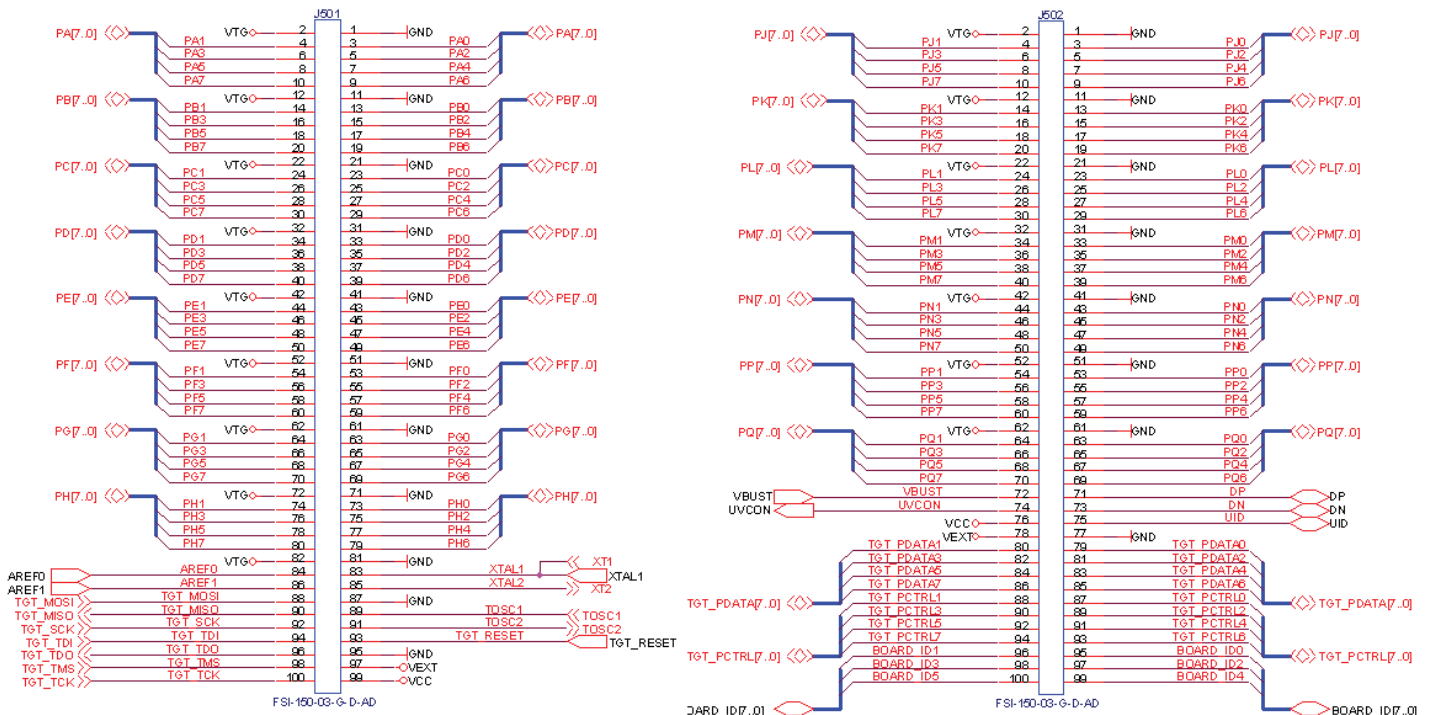 J501
PA[7..0] VTG 2 1 GND PA[7..0]
PA1 4 3 PA0
PA3 6 5 PA2
PA5 8 7 PA4
PA7 10 9 PA6
PB[7..0] VTG 12 11 GND PB[7..0]
PB1 14 13 PB0
PB3 16 15 PB2
PB5 18 17 PB4
PB7 20 19 PB6
PC[7..0] VTG 22 21 GND PC[7..0]
PC1 24 23 PC0
PC3 26 25 PC2
PC5 28 27 PC4
PC7 30 29 PC6
PD[7..0] VTG 32 31 GND PD[7..0]
PD1 34 33 PD0
PD3 36 35 PD2
PD5 38 37 PD4
PD7 40 39 PD6
PE[7..0] VTG 42 41 GND PE[7..0]
PE1 44 43 PE0
PE3 46 45 PE2
PE5 48 47 PE4
PE7 50 49 PE6
PF[7..0] VTG 52 51 GND PF[7..0]
PF1 54 53 PF0
PF3 56 55 PF2
PF5 58 57 PF4
PF7 60 59 PF6
PG[7..0] VTG 62 61 GND PG[7..0]
PG1 64 63 PG0
PG3 66 65 PG2
PG5 68 67 PG4
PG7 70 69 PG6
PH[7..0] VTG 72 71 GND PH[7..0]
PH1 74 73 PH0
PH3 76 75 PH2
PH5 78 77 PH4
PH7 80 79 PH6
VTG 82 81 GND XT1
AREF0 AREF0 84 83 XTAL1 XTAL1
AREF1 AREF1 86 85 XTAL2 XT2
TGT_MOSI TGT_MOSI 88 87 GND
TGT_MISO TGT_MISO 90 89 TOSC1 TOSC1
TGT_SCK TGT_SCK 92 91 TOSC2 TOSC2
TGT_TDI TGT_TDI 94 93 TGT_RESET TGT_RESET
TGT_TDO TGT_TDO 96 95 GND
TGT_TMS TGT_TMS 98 97 VEXT
TGT_TCK TGT_TCK 100 99 VCC
FSI-150-03-G-D-AD
J502
PJ[7..0] VTG 2 1 GND PJ[7..0]
PJ1 4 3 PJ0
PJ3 6 5 PJ2
PJ5 8 7 PJ4
PJ7 10 9 PJ6
PK[7..0] VTG 12 11 GND PK[7..0]
PK1 14 13 PK0
PK3 16 15 PK2
PK5 18 17 PK4
PK7 20 19 PK6
PL[7..0] VTG 22 21 GND PL[7..0]
PL1 24 23 PL0
PL3 26 25 PL2
PL5 28 27 PL4
PL7 30 29 PL6
PM[7..0] VTG 32 31 GND PM[7..0]
PM1 34 33 PM0
PM3 36 35 PM2
PM5 38 37 PM4
PM7 40 39 PM6
PN[7..0] VTG 42 41 GND PN[7..0]
PN1 44 43 PN0
PN3 46 45 PN2
PN5 48 47 PN4
PN7 50 49 PN6
PP[7..0] VTG 52 51 GND PP[7..0]
PP1 54 53 PP0
PP3 56 55 PP2
PP5 58 57 PP4
PP7 60 59 PP6
PQ[7..0] VTG 62 61 GND PQ[7..0]
PQ1 64 63 PQ0
PQ3 66 65 PQ2
PQ5 68 67 PQ4
PQ7 70 69 PQ6
VBUST VBUST 72 71 DP DP
UVCON UVCON 74 73 DN DN
VCC 76 75 UID UID
VEXT 78 77 GND
TGT_PDATA1 80 79 TGT_PDATA0
TGT_PDATA3 82 81 TGT_PDATA2
TGT_PDATA5 84 83 TGT_PDATA4
TGT_PDATA7 86 85 TGT_PDATA6
TGT_PDATA[7..0] TGT_PCTRL1 88 87 TGT_PCTRL0 TGT_PDATA[7..0]
TGT_PCTRL3 90 89 TGT_PCTRL2
TGT_PCTRL5 92 91 TGT_PCTRL4
TGT_PCTRL7 94 93 TGT_PCTRL6
TGT_PCTRL[7..0] BOARD_ID1 96 95 BOARD_ID0 TGT_PCTRL[7..0]
BOARD_ID3 98 97 BOARD_ID2
BOARD_ID5 100 99 BOARD_ID4
FSI-150-03-G-D-AD
BOARD_ID[7..0]